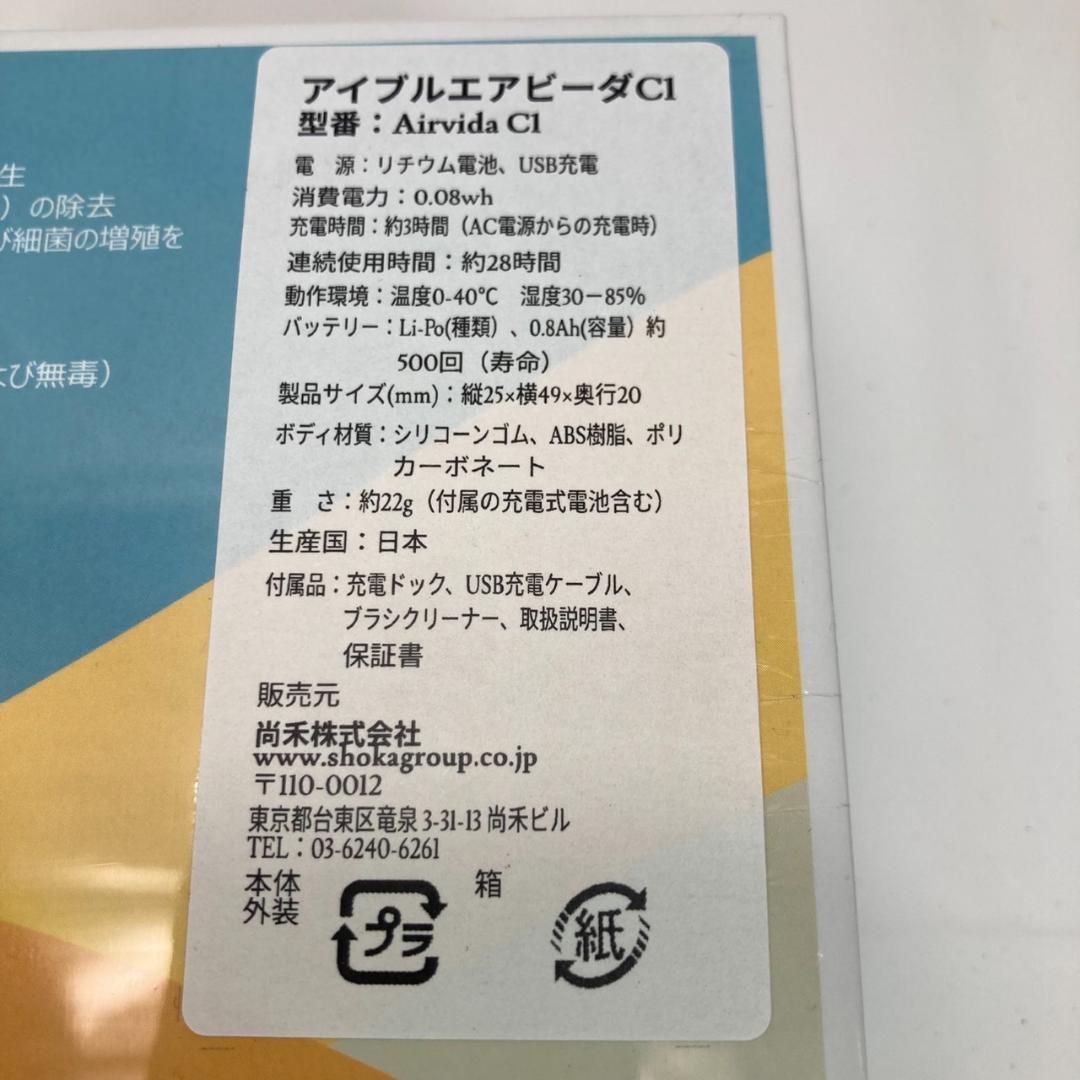 生
）の除去
び細菌の増殖を
よび無毒）
アイブルエアビーダC1
型番：Airvida C1
電　源：リチウム電池、USB充電
消費電力：0.08wh
充電時間：約3時間（AC電源からの充電時）
連続使用時間：約28時間
動作環境：温度0-40℃　湿度30－85%
バッテリー：Li-Po(種類）、0.8Ah(容量）約
500回（寿命）
製品サイズ(mm)：縦25×横49×奥行20
ボディ材質：シリコーンゴム、ABS樹脂、ポリ
カーボネート
重　さ：約22g（付属の充電式電池含む）
生産国：日本
付属品：充電ドック、USB充電ケーブル、
ブラシクリーナー、取扱説明書、
保証書
販売元
尚禾株式会社
www.shokagroup.co.jp
〒110-0012
東京都台東区竜泉 3-31-13 尚禾ビル
TEL：03-6240-6261
本体 箱
外装
プラ 紙